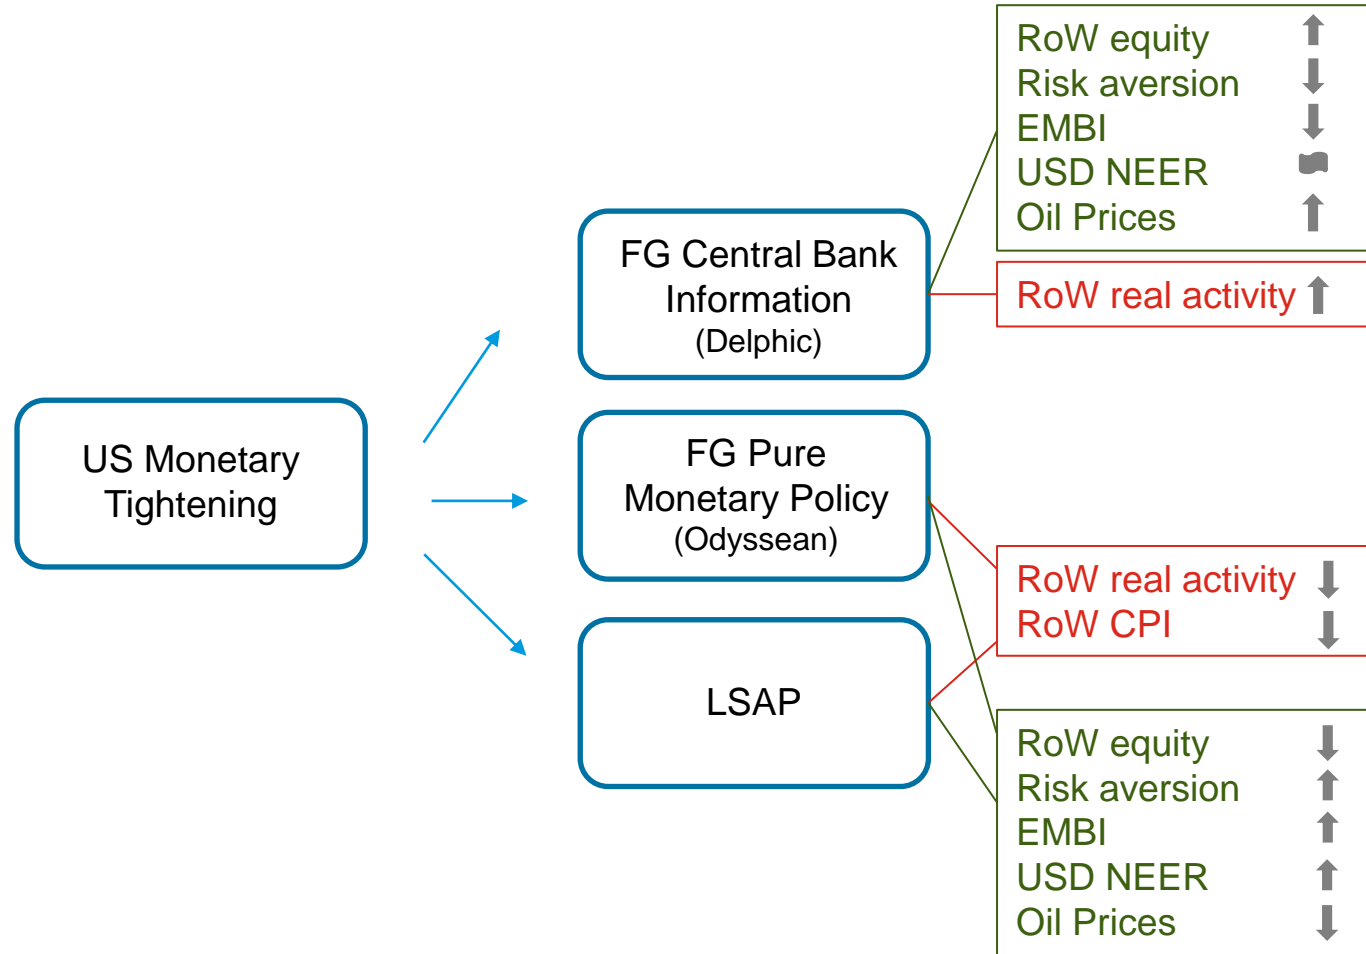 US Monetary
Tightening
FG Central Bank
Information
(Delphic)
FG Pure
Monetary Policy
(Odyssean)
LSAP
RoW equity
Risk aversion
EMBI
USD NEER
Oil Prices
RoW real activity
RoW real activity
RoW CPI
RoW equity
Risk aversion
EMBI
USD NEER
Oil Prices